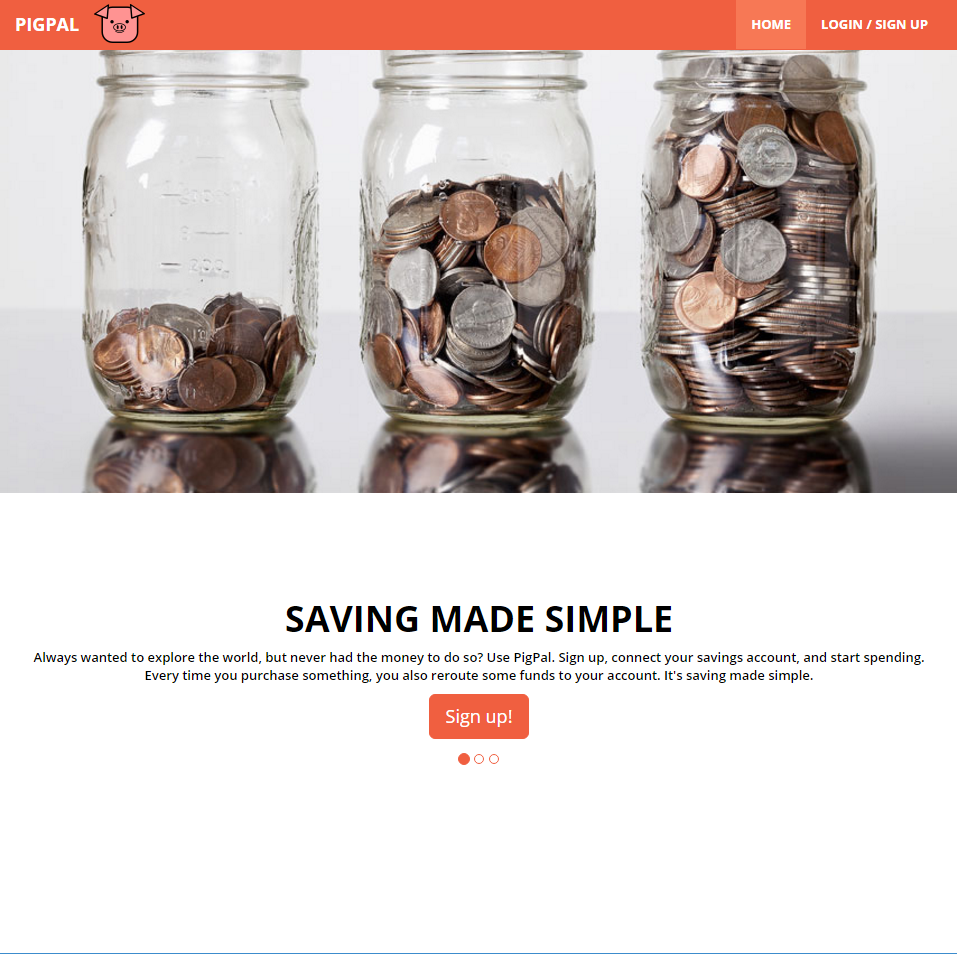 PIGPAL
HOME
LOGIN / SIGN UP
SAVING MADE SIMPLE
Always wanted to explore the world, but never had the money to do so? Use PigPal. Sign up, connect your savings account, and start spending.
Every time you purchase something, you also reroute some funds to your account. It's saving made simple.
Sign up!